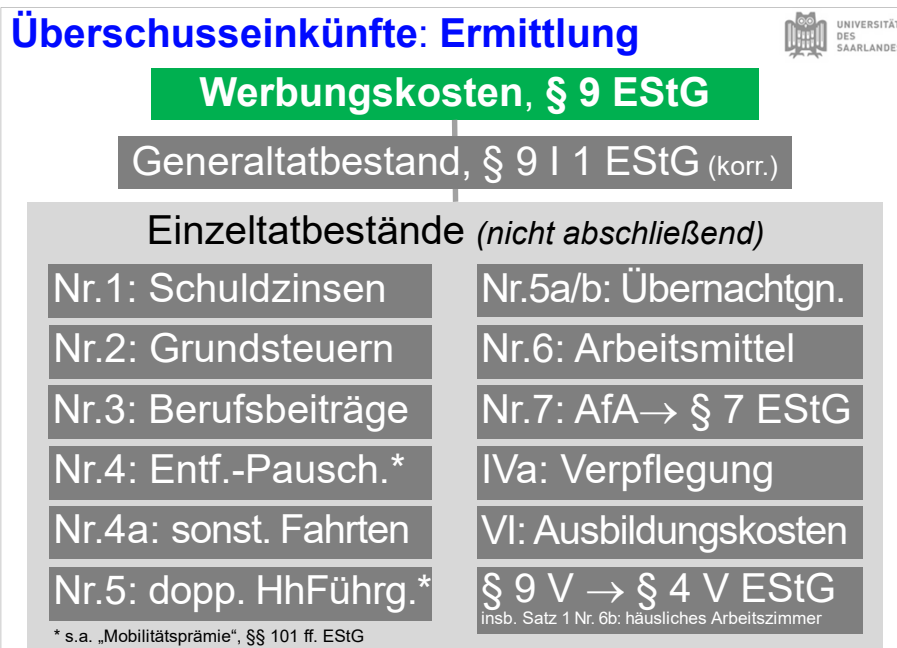 Überschusseinkünfte: Ermittlung
UNIVERSITÄT
DES
SAARLANDES
Werbungskosten, § 9 EStG
Generaltatbestand, § 9 I 1 EStG (korr.)
Einzeltatbestände (nicht abschließend)
Nr.1: Schuldzinsen
Nr.2: Grundsteuern
Nr.3: Berufsbeiträge
Nr.4: Entf.-Pausch.*
Nr.4a: sonst. Fahrten
Nr.5: dopp. HhFührg.*
Nr.5a/b: Übernachtgn.
Nr.6: Arbeitsmittel
Nr.7: AfA→ § 7 EStG
IVa: Verpflegung
VI: Ausbildungskosten
§ 9 V → § 4 V EStG
insb. Satz 1 Nr. 6b: häusliches Arbeitszimmer
* s.a. „Mobilitätsprämie“, §§ 101 ff. EStG